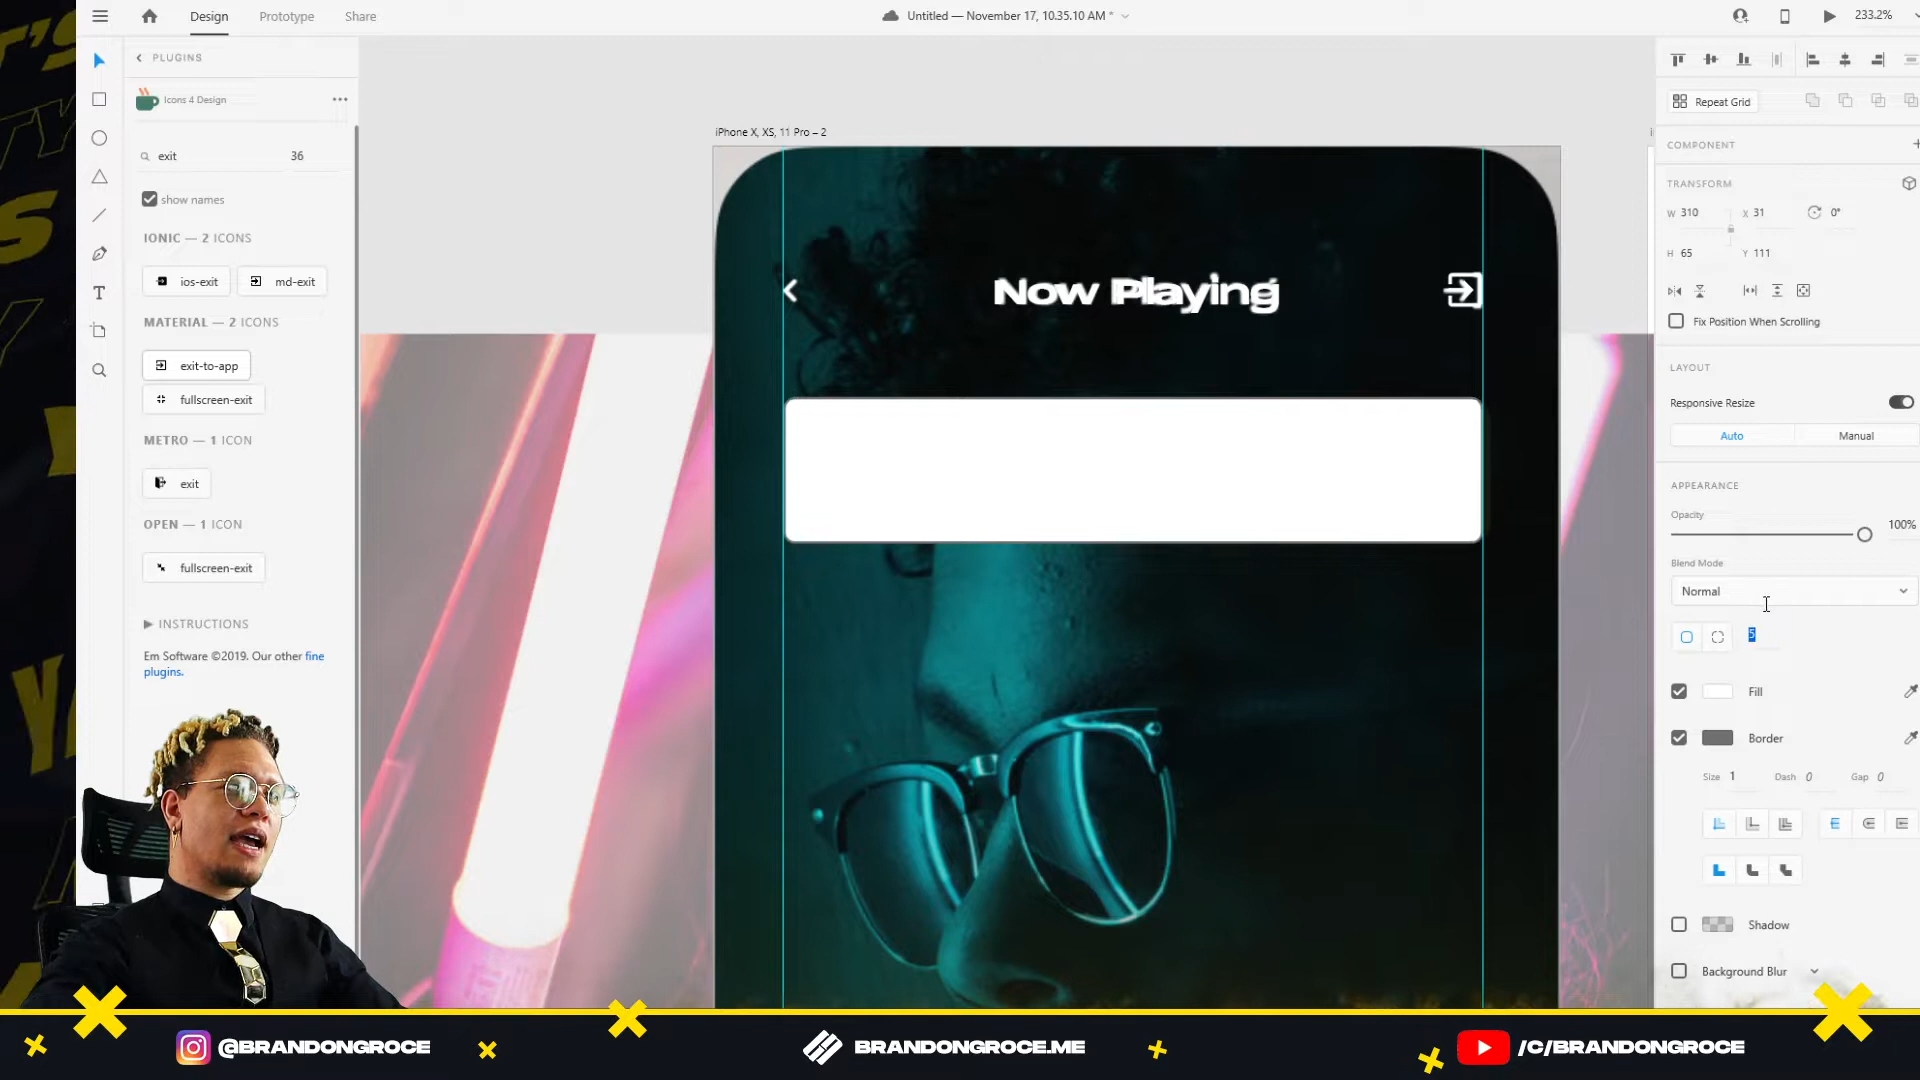 Design
Prototype
Share
Untitled — November 17, 10.35.10 AM *
233.2%
PLUGINS
Icons 4 Design
exit
36
show names
IONIC — 2 ICONS
ios-exit
md-exit
MATERIAL — 2 ICONS
exit-to-app
fullscreen-exit
METRO — 1 ICON
exit
OPEN — 1 ICON
fullscreen-exit
INSTRUCTIONS
Em Software ©2019. Our other fine
plugins.
iPhone X, XS, 11 Pro – 2
Now Playing
Repeat Grid
COMPONENT
TRANSFORM
W 310
X 31
0°
H 65
Y 111
Fix Position When Scrolling
LAYOUT
Responsive Resize
Auto
Manual
APPEARANCE
Opacity
100%
Blend Mode
Normal
5
Fill
Border
Size 1
Dash 0
Gap 0
Shadow
Background Blur
@BRANDONGROCE
BRANDONGROCE.ME
/C/BRANDONGROCE